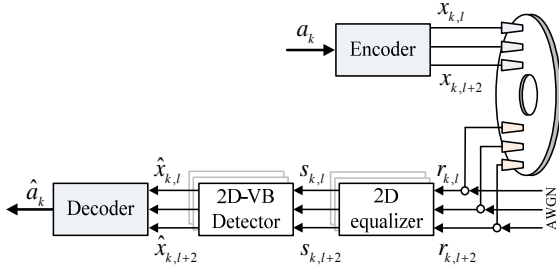 x_{k,l}
a_k
Encoder
x_{k,l+2}
x̂_{k,l}
s_{k,l}
r_{k,l}
â_k
Decoder
2D-VB
Detector
2D
equalizer
AWGN
x̂_{k,l+2}
s_{k,l+2}
r_{k,l+2}